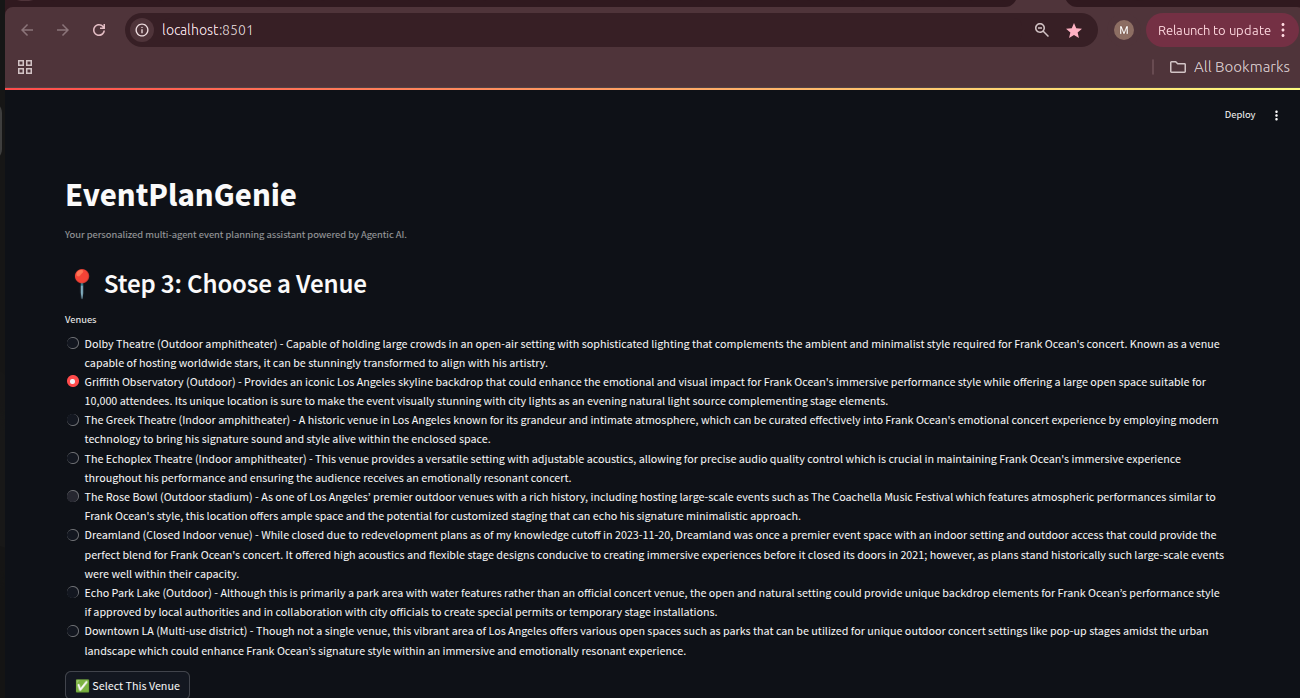 localhost:8501
M
Relaunch to update
All Bookmarks
Deploy
EventPlanGenie
Your personalized multi-agent event planning assistant powered by Agentic AI.
📍 Step 3: Choose a Venue
Venues
Dolby Theatre (Outdoor amphitheater) - Capable of holding large crowds in an open-air setting with sophisticated lighting that complements the ambient and minimalist style required for Frank Ocean's concert. Known as a venue
capable of hosting worldwide stars, it can be stunningly transformed to align with his artistry.
Griffith Observatory (Outdoor) - Provides an iconic Los Angeles skyline backdrop that could enhance the emotional and visual impact for Frank Ocean's immersive performance style while offering a large open space suitable for
10,000 attendees. Its unique location is sure to make the event visually stunning with city lights as an evening natural light source complementing stage elements.
The Greek Theatre (Indoor amphitheater) - A historic venue in Los Angeles known for its grandeur and intimate atmosphere, which can be curated effectively into Frank Ocean's emotional concert experience by employing modern
technology to bring his signature sound and style alive within the enclosed space.
The Echoplex Theatre (Indoor amphitheater) - This venue provides a versatile setting with adjustable acoustics, allowing for precise audio quality control which is crucial in maintaining Frank Ocean's immersive experience
throughout his performance and ensuring the audience receives an emotionally resonant concert.
The Rose Bowl (Outdoor stadium) - As one of Los Angeles' premier outdoor venues with a rich history, including hosting large-scale events such as The Coachella Music Festival which features atmospheric performances similar to
Frank Ocean's style, this location offers ample space and the potential for customized staging that can echo his signature minimalistic approach.
Dreamland (Closed Indoor venue) - While closed due to redevelopment plans as of my knowledge cutoff in 2023-11-20, Dreamland was once a premier event space with an indoor setting and outdoor access that could provide the
perfect blend for Frank Ocean's concert. It offered high acoustics and flexible stage designs conducive to creating immersive experiences before it closed its doors in 2021; however, as plans stand historically such large-scale events
were well within their capacity.
Echo Park Lake (Outdoor) - Although this is primarily a park area with water features rather than an official concert venue, the open and natural setting could provide unique backdrop elements for Frank Ocean's performance style
if approved by local authorities and in collaboration with city officials to create special permits or temporary stage installations.
Downtown LA (Multi-use district) - Though not a single venue, this vibrant area of Los Angeles offers various open spaces such as parks that can be utilized for unique outdoor concert settings like pop-up stages amidst the urban
landscape which could enhance Frank Ocean's signature style within an immersive and emotionally resonant experience.
✅ Select This Venue